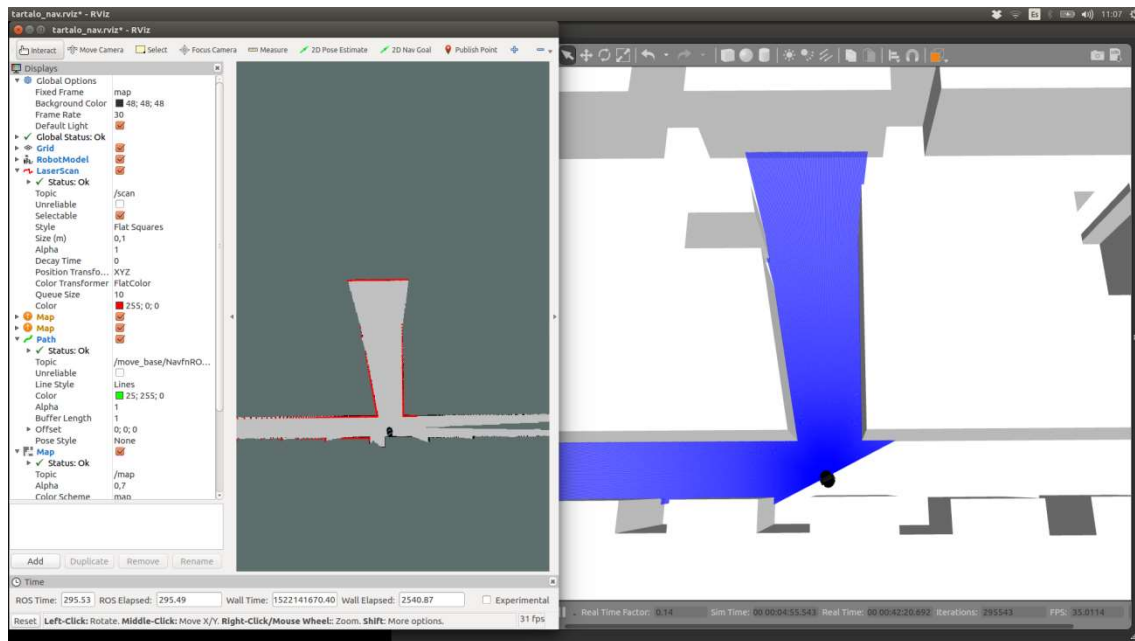 tartalo_nav.rviz* - RViz
Es
11:07
tartalo_nav.rviz* - RViz
Interact Move Camera Select Focus Camera Measure 2D Pose Estimate 2D Nav Goal Publish Point
Displays
Global Options
Fixed Frame map
Background Color 48; 48; 48
Frame Rate 30
Default Light
Global Status: Ok
Grid
RobotModel
LaserScan
Status: Ok
Topic /scan
Unreliable
Selectable
Style Flat Squares
Size (m) 0,1
Alpha 1
Decay Time 0
Position Transfo... XYZ
Color Transformer FlatColor
Queue Size 10
Color 255; 0; 0
Map
Map
Path
Status: Ok
Topic /move_base/NavfnRO...
Unreliable
Line Style Lines
Color 25; 255; 0
Alpha 1
Buffer Length 1
Offset 0; 0; 0
Pose Style None
Map
Status: Ok
Topic /map
Alpha 0,7
Color Scheme map
Add Duplicate Remove Rename
Time
ROS Time: 295.53 ROS Elapsed: 295.49 Wall Time: 1522141670.40 Wall Elapsed: 2540.87 Experimental
Reset Left-Click: Rotate. Middle-Click: Move X/Y. Right-Click/Mouse Wheel:: Zoom. Shift: More options. 31 fps
Real Time Factor: 0.14 Sim Time: 00 00:04:55.543 Real Time: 00 00:42:20.692 Iterations: 295543 FPS: 35.0114